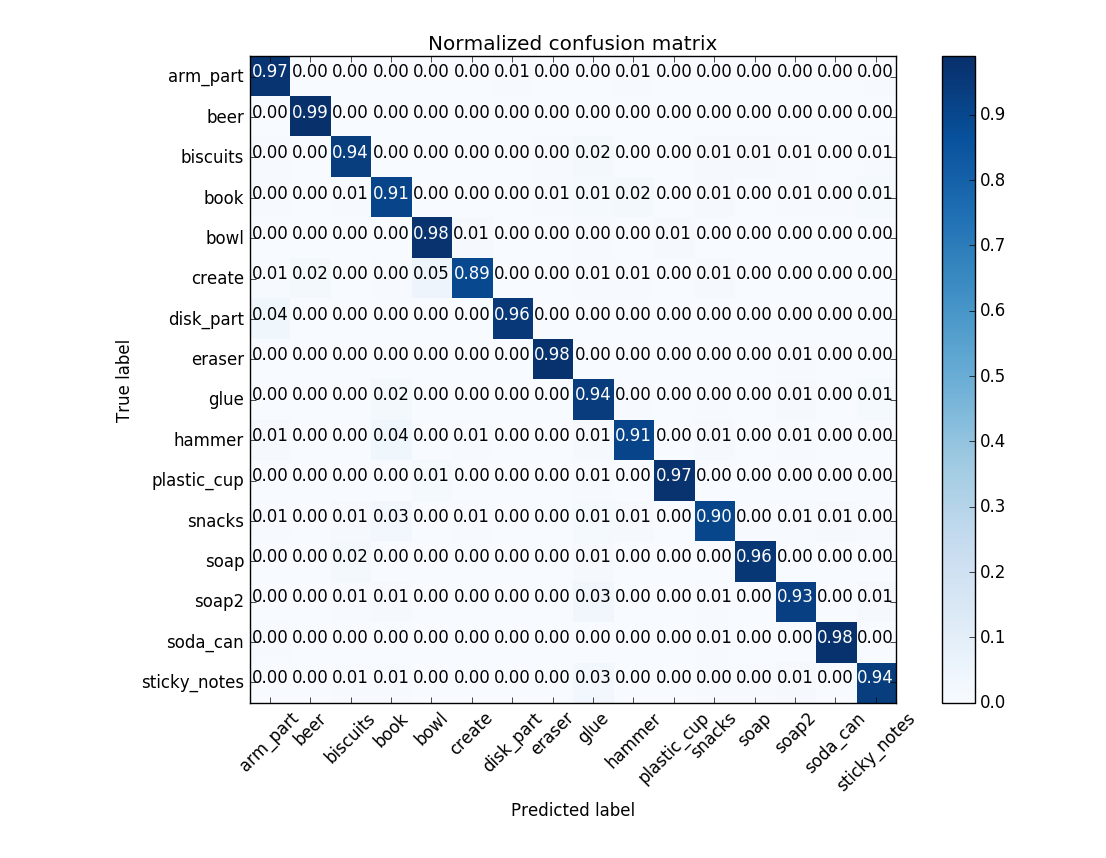 Normalized confusion matrix
arm_part 0.97 0.00 0.00 0.00 0.00 0.00 0.01 0.00 0.00 0.01 0.00 0.00 0.00 0.00 0.00 0.00
beer 0.00 0.99 0.00 0.00 0.00 0.00 0.00 0.00 0.00 0.00 0.00 0.00 0.00 0.00 0.00 0.00
biscuits 0.00 0.00 0.94 0.00 0.00 0.00 0.00 0.00 0.02 0.00 0.00 0.01 0.01 0.01 0.00 0.01
book 0.00 0.00 0.01 0.91 0.00 0.00 0.00 0.01 0.01 0.02 0.00 0.01 0.00 0.01 0.00 0.01
bowl 0.00 0.00 0.00 0.00 0.98 0.01 0.00 0.00 0.00 0.00 0.01 0.00 0.00 0.00 0.00 0.00
create 0.01 0.02 0.00 0.00 0.05 0.89 0.00 0.00 0.01 0.01 0.00 0.01 0.00 0.00 0.00 0.00
disk_part 0.04 0.00 0.00 0.00 0.00 0.00 0.96 0.00 0.00 0.00 0.00 0.00 0.00 0.00 0.00 0.00
eraser 0.00 0.00 0.00 0.00 0.00 0.00 0.00 0.98 0.00 0.00 0.00 0.00 0.00 0.01 0.00 0.00
glue 0.00 0.00 0.00 0.02 0.00 0.00 0.00 0.00 0.94 0.00 0.00 0.00 0.00 0.01 0.00 0.01
hammer 0.01 0.00 0.00 0.04 0.00 0.01 0.00 0.00 0.01 0.91 0.00 0.01 0.00 0.01 0.00 0.00
plastic_cup 0.00 0.00 0.00 0.00 0.01 0.00 0.00 0.00 0.01 0.00 0.97 0.00 0.00 0.00 0.00 0.00
snacks 0.01 0.00 0.01 0.03 0.00 0.01 0.00 0.00 0.01 0.01 0.00 0.90 0.00 0.01 0.01 0.00
soap 0.00 0.00 0.02 0.00 0.00 0.00 0.00 0.00 0.01 0.00 0.00 0.00 0.96 0.00 0.00 0.00
soap2 0.00 0.00 0.01 0.01 0.00 0.00 0.00 0.00 0.03 0.00 0.00 0.01 0.00 0.93 0.00 0.01
soda_can 0.00 0.00 0.00 0.00 0.00 0.00 0.00 0.00 0.00 0.00 0.00 0.01 0.00 0.00 0.98 0.00
sticky_notes 0.00 0.00 0.01 0.01 0.00 0.00 0.00 0.00 0.03 0.00 0.00 0.00 0.00 0.01 0.00 0.94
True label
arm_part beer biscuits book bowl create disk_part eraser glue hammer plastic_cup snacks soap soap2 soda_can sticky_notes
Predicted label
0.9
0.8
0.7
0.6
0.5
0.4
0.3
0.2
0.1
0.0